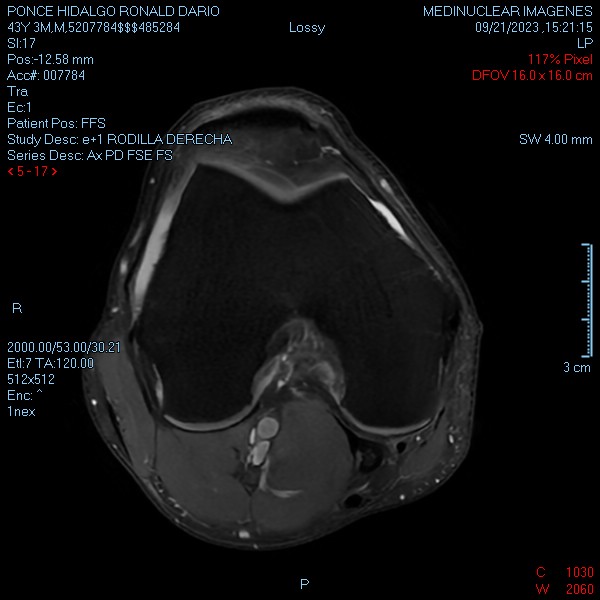 PONCE HIDALGO RONALD DARIO
43Y 3M,M,5207784$$$485284
SI:17
Pos:-12.58 mm
Acc#: 007784
Tra
Ec:1
Patient Pos: FFS
Study Desc: e+1 RODILLA DERECHA
Series Desc: Ax PD FSE FS
< 5 - 17 >
Lossy
MEDINUCLEAR IMAGENES
09/21/2023 ,15:21:15
LP
117% Pixel
DFOV 16.0 x 16.0 cm
SW 4.00 mm
R
3 cm
2000.00/53.00/30.21
Etl:7 TA:120.00
512x512
Enc: ^
1nex
P
C 1030
W 2060